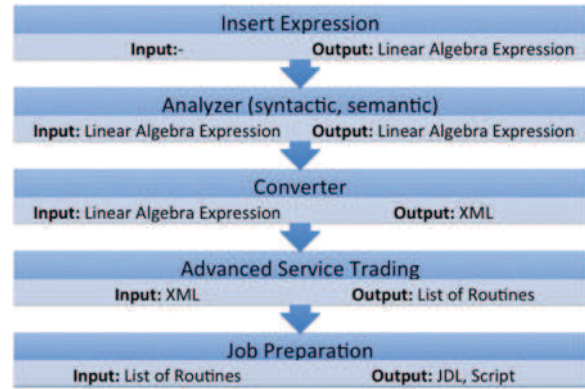 Insert Expression
Input:- Output: Linear Algebra Expression
Analyzer (syntactic, semantic)
Input: Linear Algebra Expression Output: Linear Algebra Expression
Converter
Input: Linear Algebra Expression Output: XML
Advanced Service Trading
Input: XML Output: List of Routines
Job Preparation
Input: List of Routines Output: JDL, Script